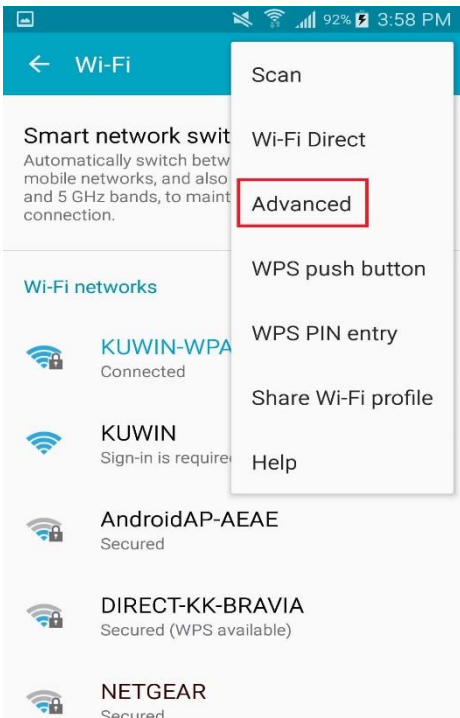 92% 3:58 PM
Wi-Fi
Scan
Wi-Fi Direct
Advanced
WPS push button
WPS PIN entry
Share Wi-Fi profile
Help
Smart network swit
Automatically switch betw
mobile networks, and also
and 5 GHz bands, to maint
connection.
Wi-Fi networks
KUWIN-WPA
Connected
KUWIN
Sign-in is require
AndroidAP-AEAE
Secured
DIRECT-KK-BRAVIA
Secured (WPS available)
NETGEAR
Secured